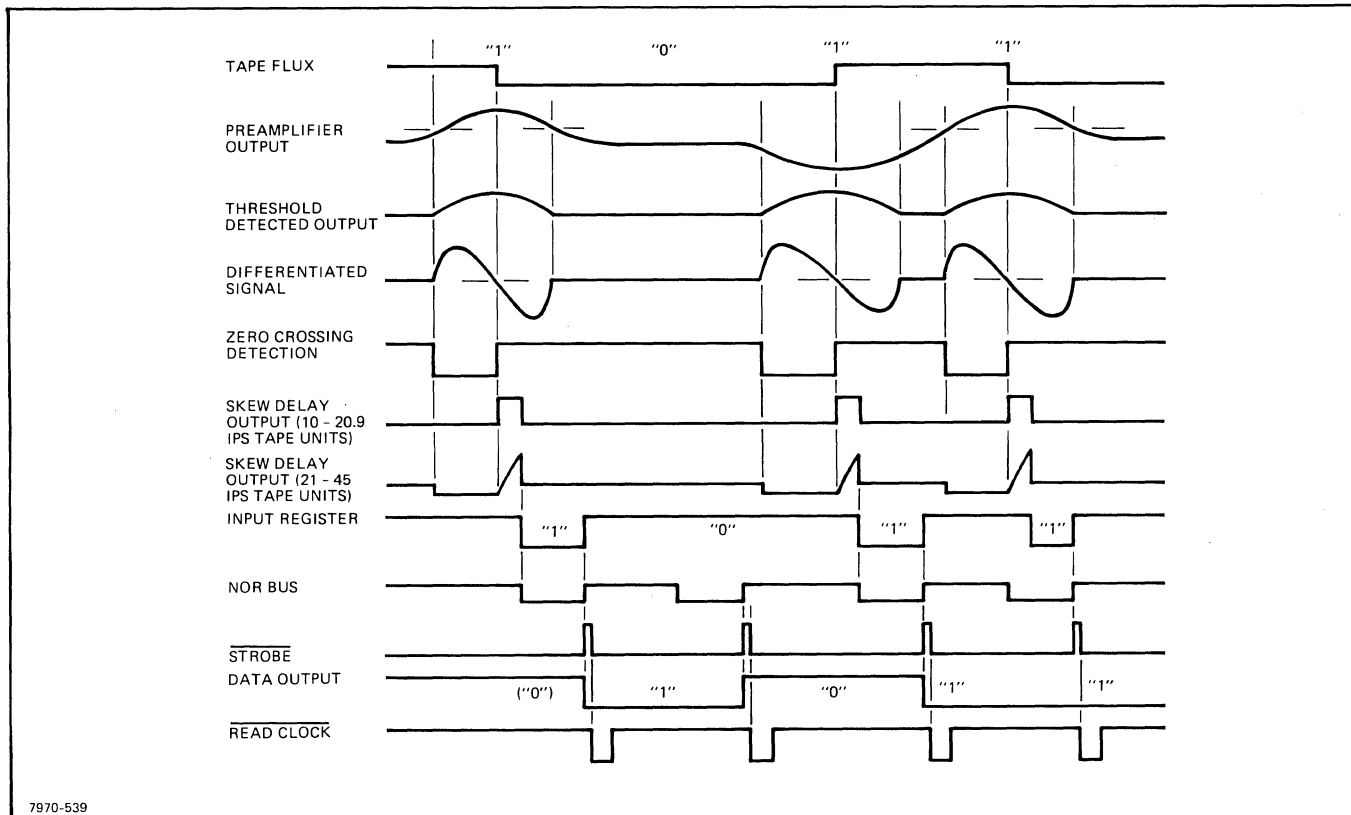 "1" "0" "1" "1"
TAPE FLUX
PREAMPLIFIER
OUTPUT
THRESHOLD
DETECTED OUTPUT
DIFFERENTIATED
SIGNAL
ZERO CROSSING
DETECTION
SKEW DELAY
OUTPUT (10 - 20.9
IPS TAPE UNITS)
SKEW DELAY
OUTPUT (21 - 45
IPS TAPE UNITS)
INPUT REGISTER
"1" "0" "1" "1"
NOR BUS
STROBE
DATA OUTPUT
("0") "1" "0" "1" "1"
READ CLOCK
7970-539